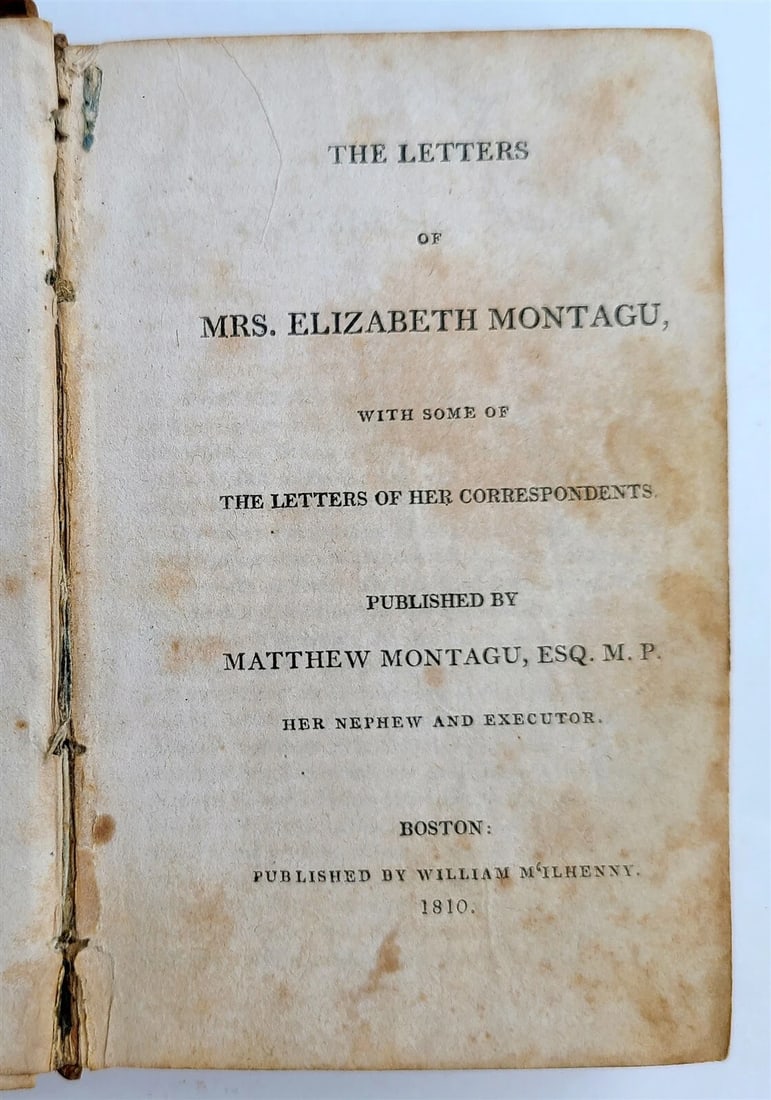 THE LETTERS
OF
MRS. ELIZABETH MONTAGU,
WITH SOME OF
THE LETTERS OF HER CORRESPONDENTS.
PUBLISHED BY
MATTHEW MONTAGU, ESQ. M. P.
HER NEPHEW AND EXECUTOR.
BOSTON:
PUBLISHED BY WILLIAM M‘ILHENNY.
1810.